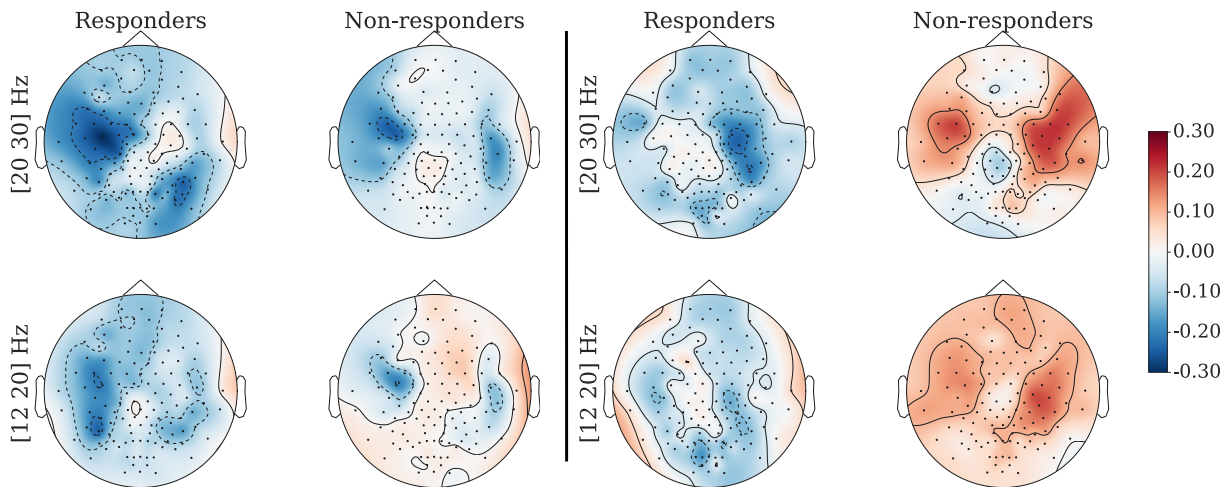 Responders
Non-responders
Responders
Non-responders
[20 30] Hz
[20 30] Hz
[12 20] Hz
[12 20] Hz
0.30
0.20
0.10
0.00
-0.10
-0.20
-0.30